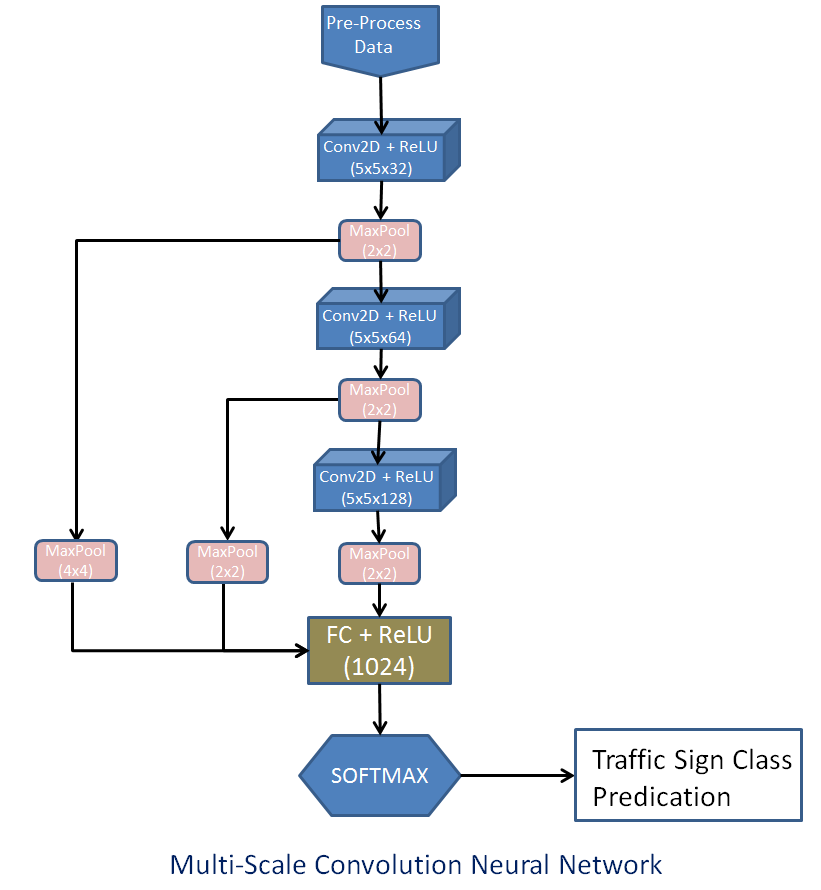 Pre-Process
Data
Conv2D + ReLU
(5x5x32)
MaxPool
(2x2)
Conv2D + ReLU
(5x5x64)
MaxPool
(2x2)
Conv2D + ReLU
(5x5x128)
MaxPool
(4x4)
MaxPool
(2x2)
MaxPool
(2x2)
FC + ReLU
(1024)
SOFTMAX
Traffic Sign Class
Predication
Multi-Scale Convolution Neural Network